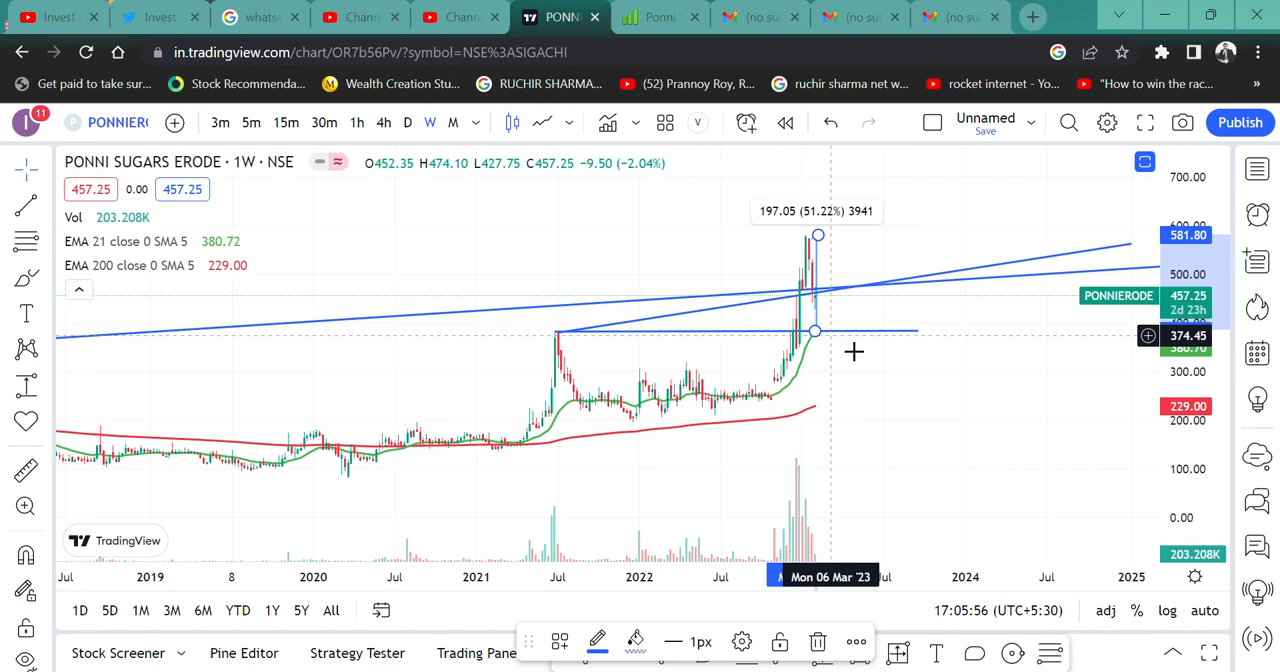 Invest
Invest
whats
Chann
Chann
PONN
Ponni
(no su
(no su
(no su
in.tradingview.com/chart/OR7b56Pv/?symbol=NSE%3ASIGACHI
Get paid to take sur...
Stock Recommenda...
Wealth Creation Stu...
RUCHIR SHARMA...
(52) Prannoy Roy, R...
ruchir sharma net w...
rocket internet - Yo...
"How to win the rac...
»
I
11
P PONNIER
3m 5m 15m 30m 1h 4h D W M
V
Unnamed
Save
Publish
PONNI SUGARS ERODE · 1W · NSE
O452.35 H474.10 L427.75 C457.25 −9.50 (−2.04%)
457.25 0.00 457.25
Vol 203.208K
EMA 21 close 0 SMA 5 380.72
EMA 200 close 0 SMA 5 229.00
197.05 (51.22%) 3941
700.00
581.80
500.00
PONNIERODE 457.25
2d 23h
374.45
380.70
300.00
229.00
200.00
100.00
0.00
203.208K
TradingView
Jul 2019 8 2020 Jul 2021 Jul 2022 Jul
Mon 06 Mar '23
Jul 2024 Jul 2025
1D 5D 1M 3M 6M YTD 1Y 5Y All
17:05:56 (UTC+5:30) adj % log auto
1px
Stock Screener Pine Editor Strategy Tester Trading Pane